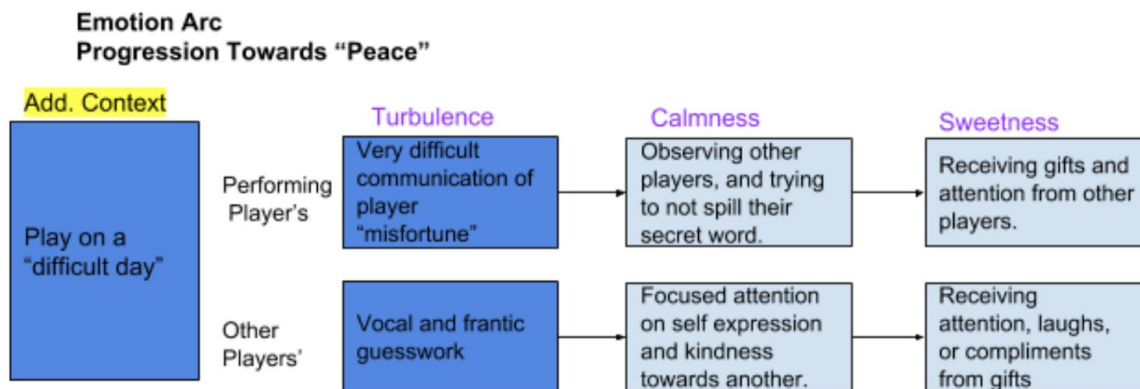 Emotion Arc
Progression Towards “Peace”
Add. Context
Play on a
“difficult day”
Turbulence
Calmness
Sweetness
Performing
Player’s
Very difficult
communication of
player
“misfortune”
Observing other
players, and trying
to not spill their
secret word.
Receiving gifts and
attention from other
players.
Other
Players’
Vocal and frantic
guesswork
Focused attention
on self expression
and kindness
towards another.
Receiving
attention, laughs,
or compliments
from gifts